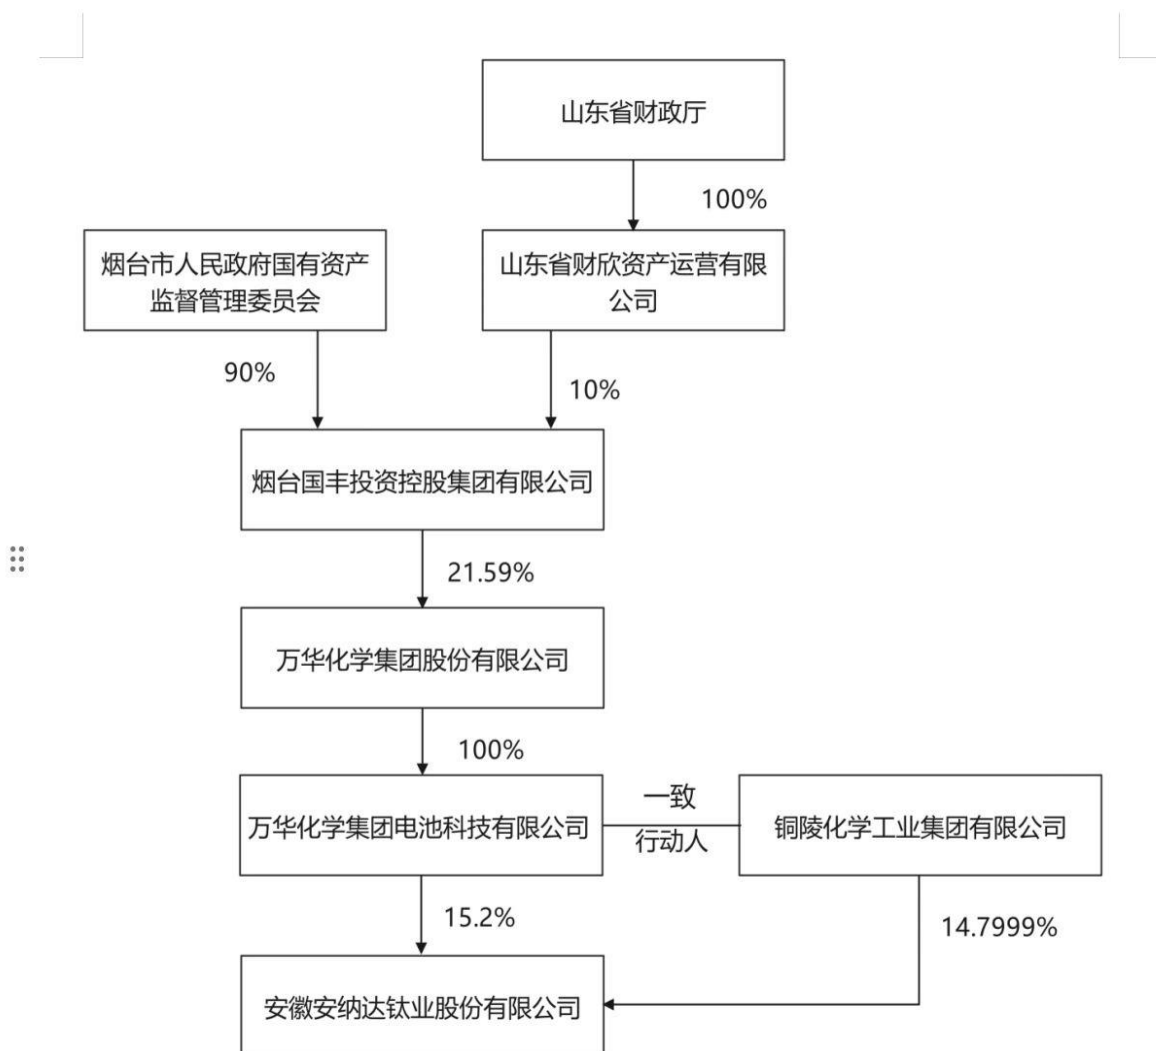 山东省财政厅
100%
烟台市人民政府国有资产
监督管理委员会
山东省财欣资产运营有限
公司
90%
10%
烟台国丰投资控股集团有限公司
21.59%
万华化学集团股份有限公司
100%
万华化学集团电池科技有限公司
一致
行动人
铜陵化学工业集团有限公司
15.2%
14.7999%
安徽安纳达钛业股份有限公司